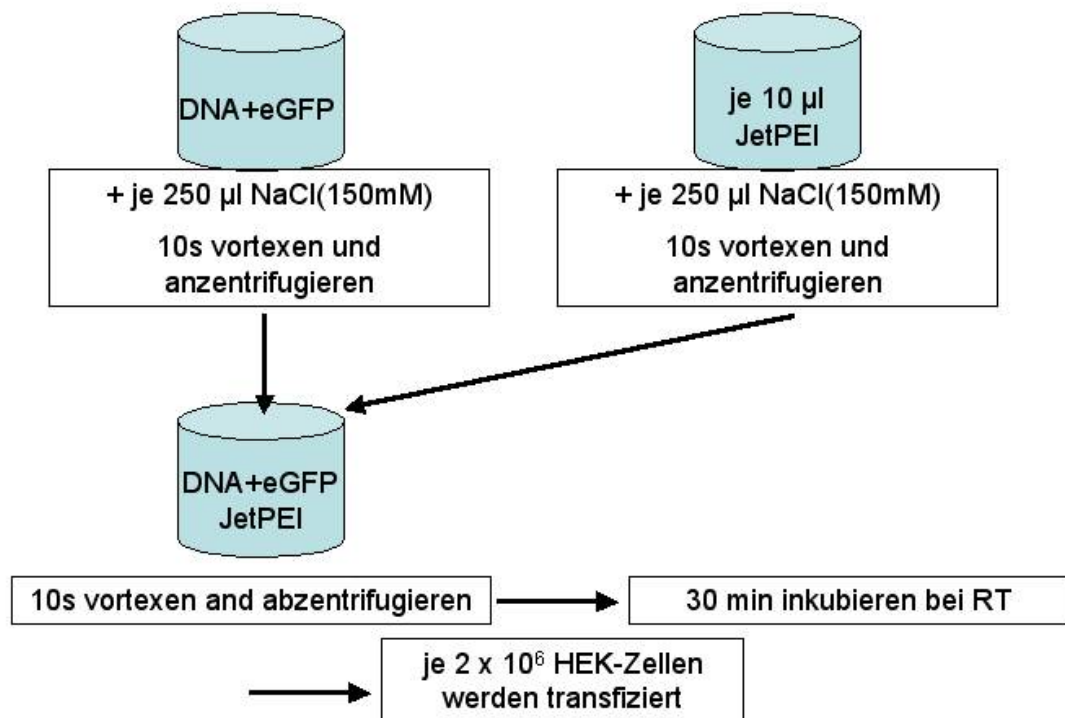 DNA+eGFP
je 10 µl
JetPEI
+ je 250 µl NaCl(150mM)
10s vortexen und
anzentrifugieren
+ je 250 µl NaCl(150mM)
10s vortexen und
anzentrifugieren
DNA+eGFP
JetPEI
10s vortexen and abzentrifugieren
30 min inkubieren bei RT
je 2 x 10⁶ HEK-Zellen
werden transfiziert